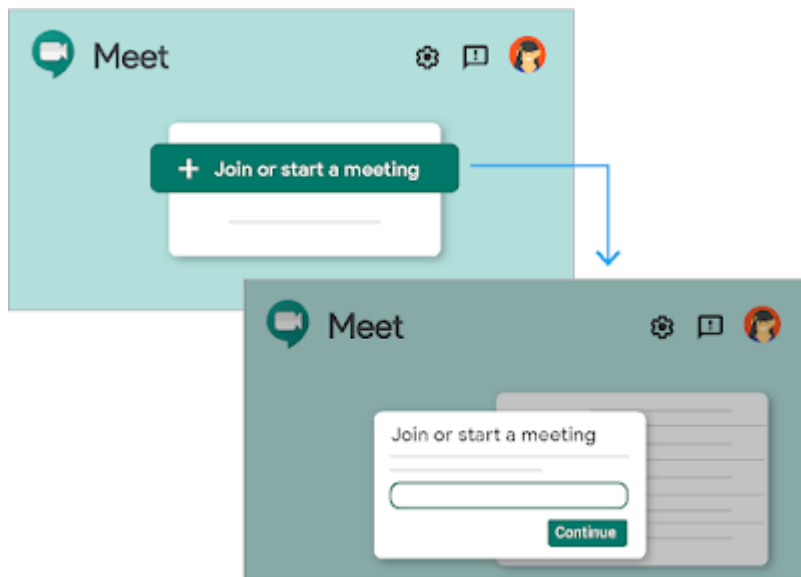 Meet
+ Join or start a meeting
Meet
Join or start a meeting
Continue